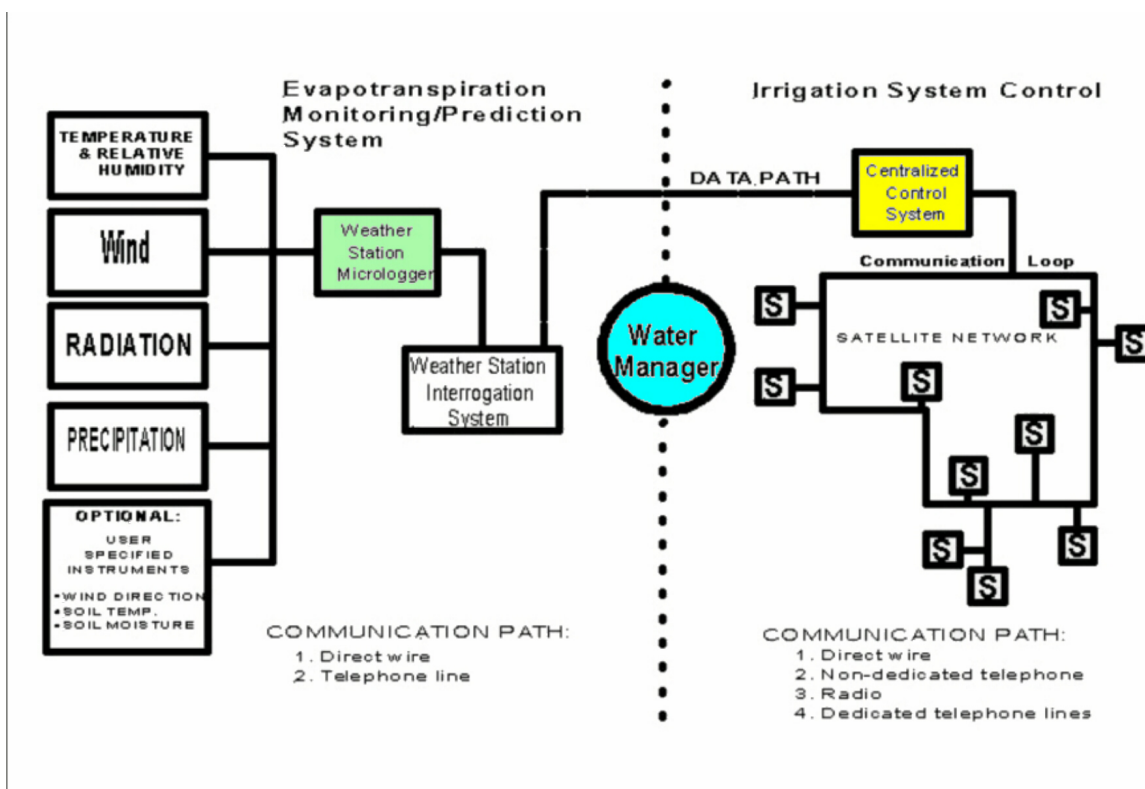 Evapotranspiration
Monitoring/Prediction
System
Irrigation System Control
TEMPERATURE
& RELATIVE
HUMIDITY
Wind
RADIATION
PRECIPITATION
OPTIONAL:
USER
SPECIFIED
INSTRUMENTS
•WIND DIRECTION
•SOIL TEMP.
•SOIL MOISTURE
Weather
Station
Micrologger
Weather Station
Interrogation
System
DATA PATH
Water
Manager
Centralized
Control
System
Communication Loop
SATELLITE NETWORK
S
S
S
S
S
S
S
S
S
S
COMMUNICATION PATH:
1. Direct wire
2. Telephone line
COMMUNICATION PATH:
1. Direct wire
2. Non-dedicated telephone
3. Radio
4. Dedicated telephone lines